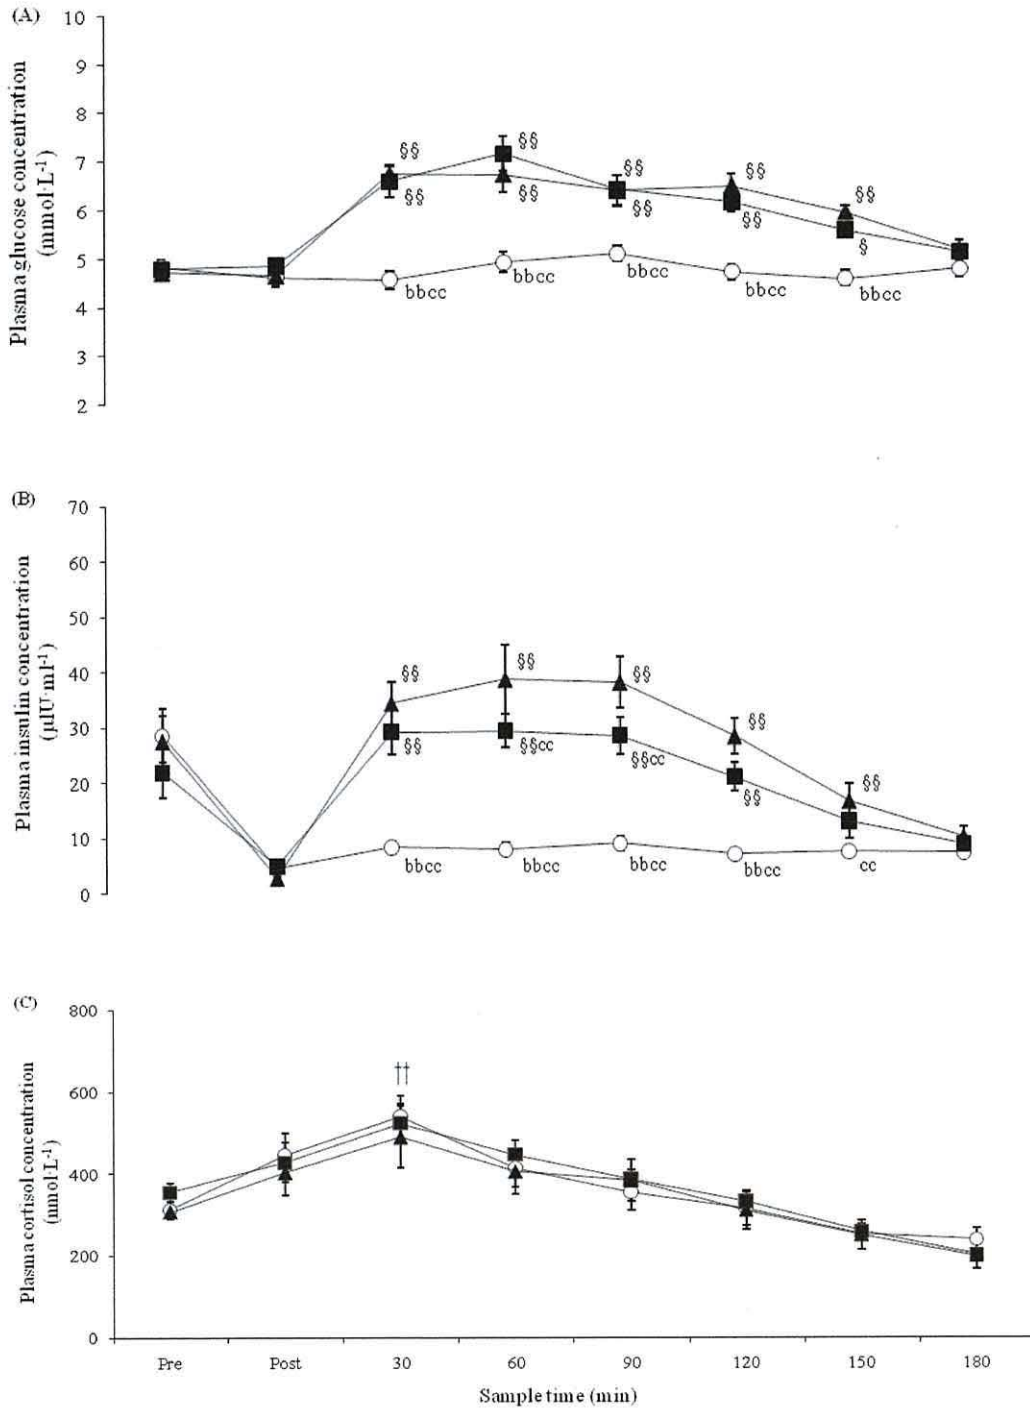 (A)
Plasma glucose concentration
(mmol·L-1)
10
9
8
7
6
5
4
3
2
§§
§§
§§
§§
§§
§§
§§
§§
§§
§
bbcc
bbcc
bbcc
bbcc
bbcc
(B)
Plasma insulin concentration
(µIU·ml-1)
70
60
50
40
30
20
10
0
§§
§§
§§
§§
§§
§§
§§cc
§§cc
§§
bbcc
bbcc
bbcc
bbcc
cc
(C)
Plasma cortisol concentration
(nmol·L-1)
800
600
400
200
0
††
Pre Post 30 60 90 120 150 180
Sample time (min)